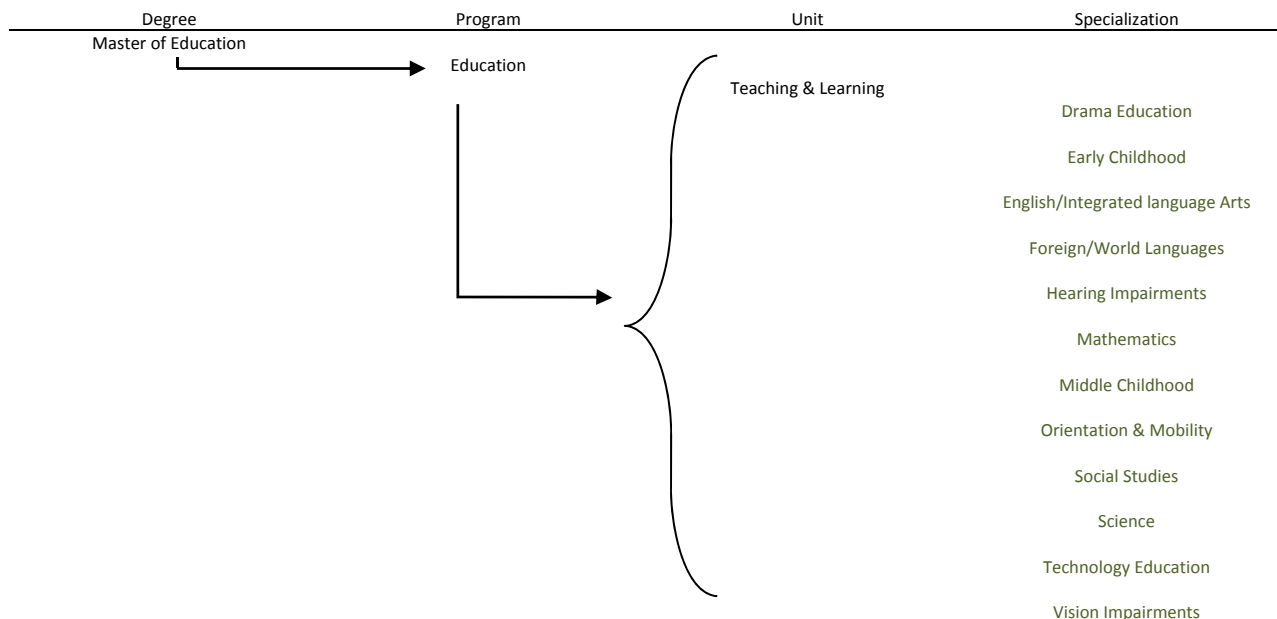 Degree Program Unit Specialization
Master of Education
Education
Teaching & Learning
Drama Education
Early Childhood
English/Integrated language Arts
Foreign/World Languages
Hearing Impairments
Mathematics
Middle Childhood
Orientation & Mobility
Social Studies
Science
Technology Education
Vision Impairments